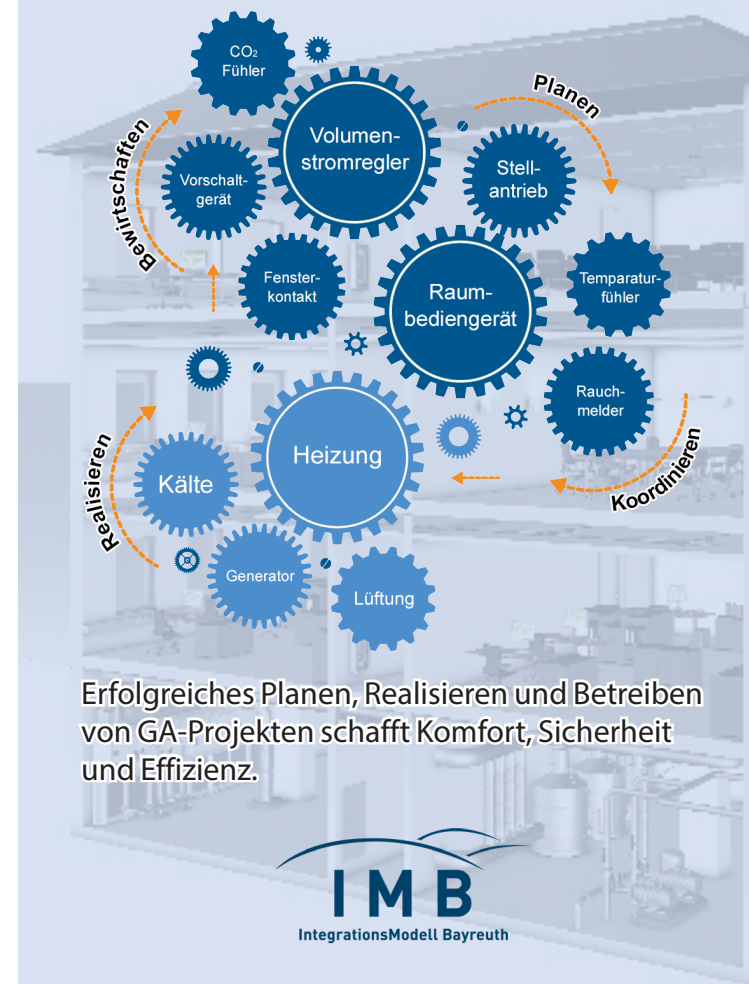 CO₂
Fühler
Planen
Volumen-
stromregler
Stell-
antrieb
Bewirtschaften
Vorschalt-
gerät
Fenster-
kontakt
Raum-
bediengerät
Temperatur-
fühler
Rauch-
melder
Koordinieren
Heizung
Realisieren
Kälte
Generator
Lüftung
Erfolgreiches Planen, Realisieren und Betreiben
von GA-Projekten schafft Komfort, Sicherheit
und Effizienz.
IMB
IntegrationsModell Bayreuth